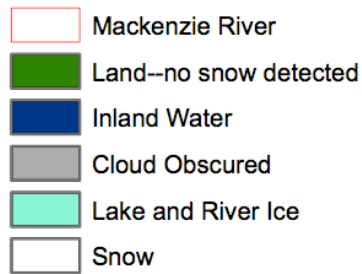 Mackenzie River
Land--no snow detected
Inland Water
Cloud Obscured
Lake and River Ice
Snow